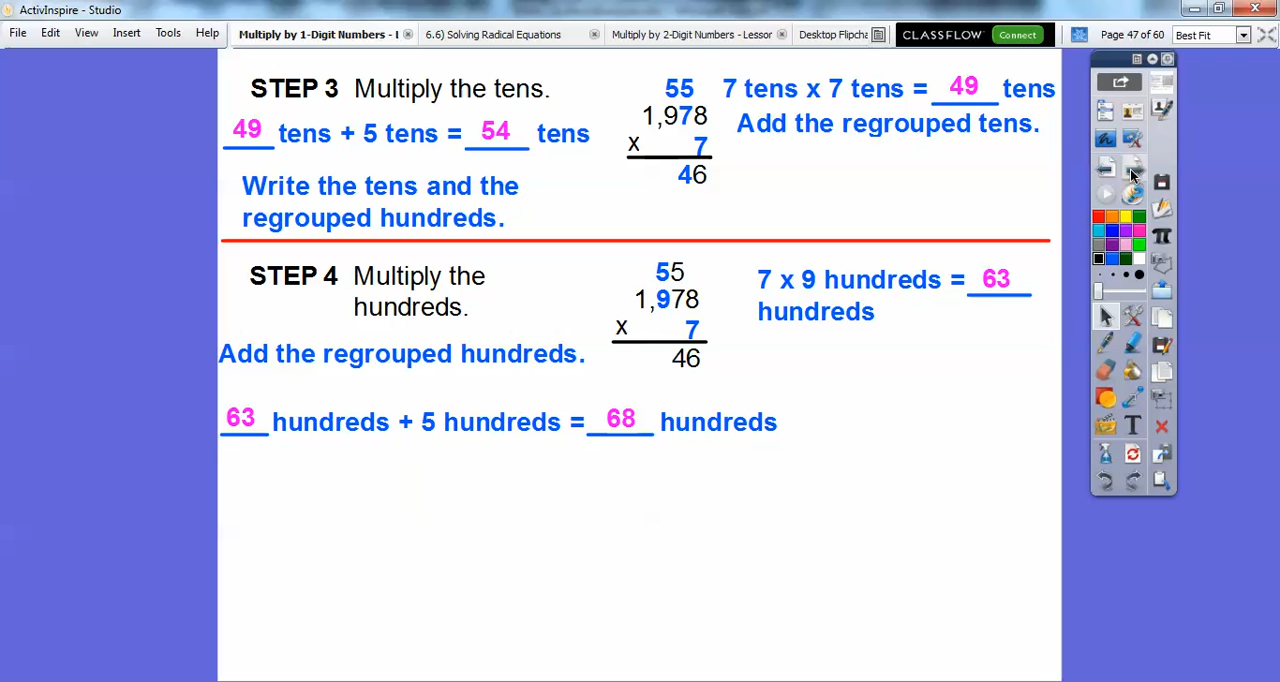 ActivInspire - Studio
File Edit View Insert Tools Help
Multiply by 1-Digit Numbers - I
6.6) Solving Radical Equations
Multiply by 2-Digit Numbers - Lessor
Desktop Flipcha
CLASSFLOW Connect
Page 47 of 60
Best Fit
STEP 3 Multiply the tens.
49 tens + 5 tens = 54 tens
Write the tens and the
regrouped hundreds.
55
1,978
x 7
46
7 tens x 7 tens = 49 tens
Add the regrouped tens.
STEP 4 Multiply the
hundreds.
Add the regrouped hundreds.
55
1,978
x 7
46
7 x 9 hundreds = 63
hundreds
63 hundreds + 5 hundreds = 68 hundreds